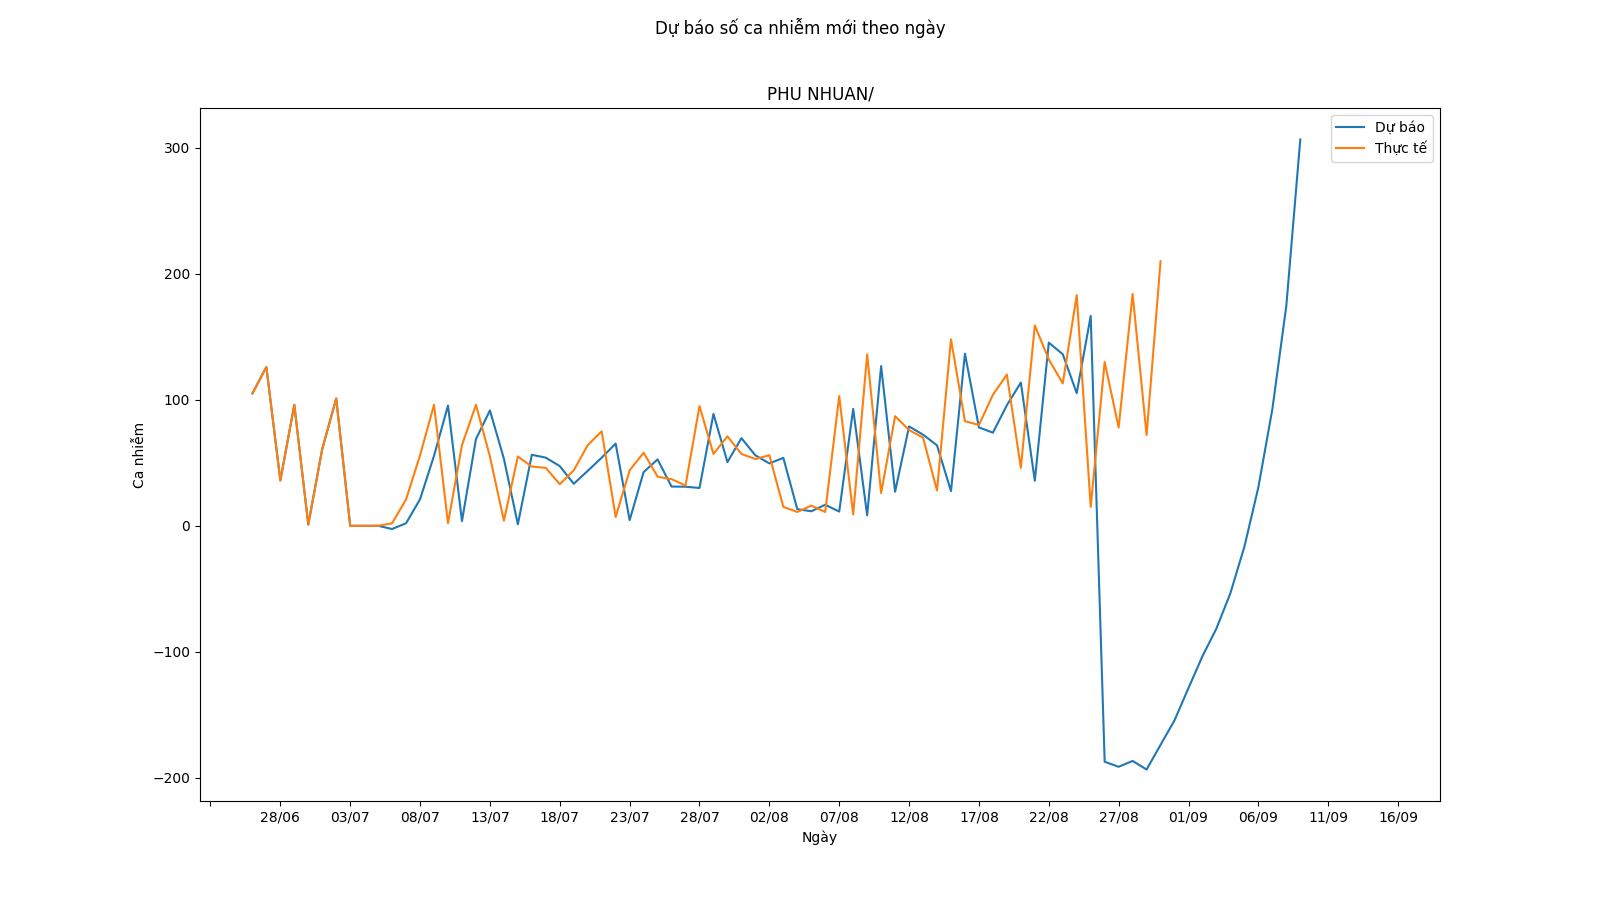 Dự báo số ca nhiễm mới theo ngày
PHU NHUAN/
Dự báo
Thực tế
300
200
100
0
−100
−200
Ca nhiễm
28/06 03/07 08/07 13/07 18/07 23/07 28/07 02/08 07/08 12/08 17/08 22/08 27/08 01/09 06/09 11/09 16/09
Ngày